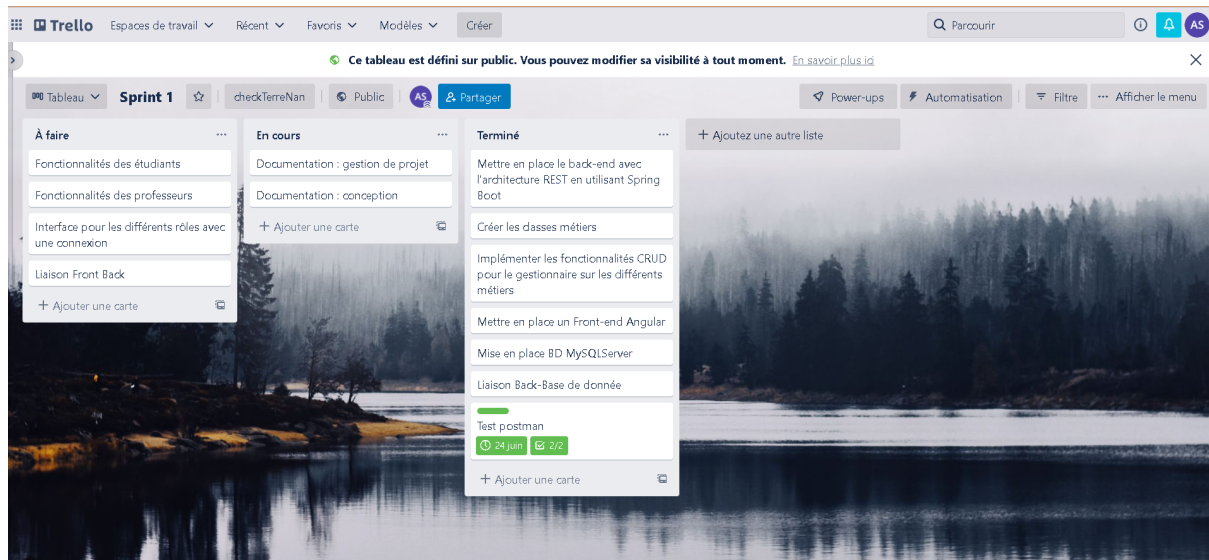 Trello Espaces de travail Récent Favoris Modèles Créer Parcourir AS
Ce tableau est défini sur public. Vous pouvez modifier sa visibilité à tout moment. En savoir plus ici
Tableau Sprint 1 checkTerreNan Public AS Partager Power-ups Automatisation Filtre Afficher le menu
À faire
Fonctionnalités des étudiants
Fonctionnalités des professeurs
Interface pour les différents rôles avec
une connexion
Liaison Front Back
+ Ajouter une carte
En cours
Documentation : gestion de projet
Documentation : conception
+ Ajouter une carte
Terminé
Mettre en place le back-end avec
l'architecture REST en utilisant Spring
Boot
Créer les classes métiers
Implémenter les fonctionnalités CRUD
pour le gestionnaire sur les différents
métiers
Mettre en place un Front-end Angular
Mise en place BD MySQLServer
Liaison Back-Base de donnée
Test postman
24 juin 2/2
+ Ajouter une carte
+ Ajoutez une autre liste